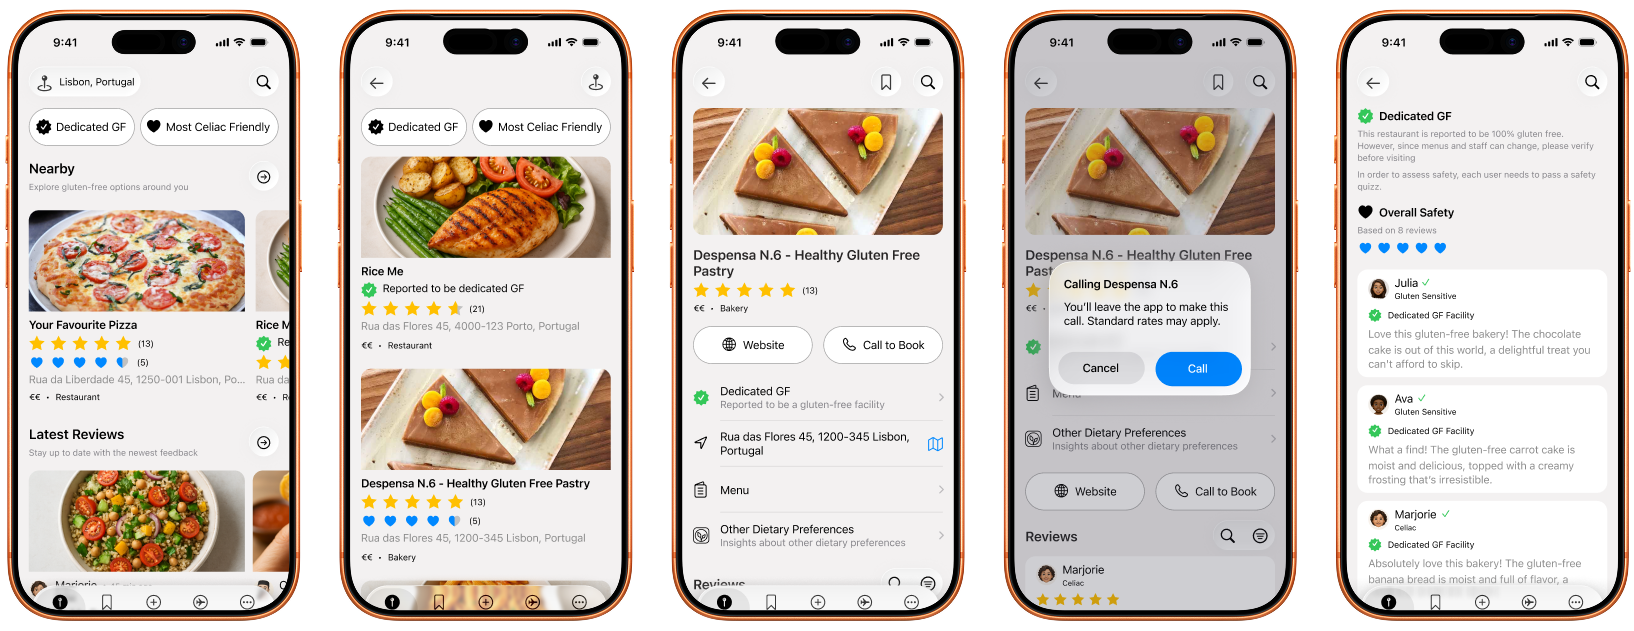 9:41
Lisbon, Portugal
Dedicated GF
Most Celiac Friendly
Nearby
Explore gluten-free options around you
Your Favourite Pizza
(13)
(5)
Rua da Liberdade 45, 1250-001 Lisbon, Po...
€€ • Restaurant
Rice M
Re
Rua da
€€ • R
Latest Reviews
Stay up to date with the newest feedback
Marjorie
9:41
Dedicated GF
Most Celiac Friendly
Rice Me
Reported to be dedicated GF
(21)
Rua das Flores 45, 4000-123 Porto, Portugal
€€ • Restaurant
Despensa N.6 - Healthy Gluten Free Pastry
(13)
(5)
Rua das Flores 45, 1200-345 Lisbon, Portugal
€€ • Bakery
9:41
Despensa N.6 - Healthy Gluten Free
Pastry
(13)
€€ • Bakery
Website
Call to Book
Dedicated GF
Reported to be a gluten-free facility
Rua das Flores 45, 1200-345 Lisbon,
Portugal
Menu
Other Dietary Preferences
Insights about other dietary preferences
Reviews
9:41
Despensa N.6 - Healthy Gluten Free
Past
€€ •
Calling Despensa N.6
You'll leave the app to make this
call. Standard rates may apply.
Cancel
Call
Menu
Other Dietary Preferences
Insights about other dietary preferences
Website
Call to Book
Reviews
Marjorie
Celiac
9:41
Dedicated GF
This restaurant is reported to be 100% gluten free.
However, since menus and staff can change, please verify
before visiting
In order to assess safety, each user needs to pass a safety
quizz.
Overall Safety
Based on 8 reviews
Julia
Gluten Sensitive
Dedicated GF Facility
Love this gluten-free bakery! The chocolate
cake is out of this world, a delightful treat you
can't afford to skip.
Ava
Gluten Sensitive
Dedicated GF Facility
What a find! The gluten-free carrot cake is
moist and delicious, topped with a creamy
frosting that's irresistible.
Marjorie
Celiac
Dedicated GF Facility
Absolutely love this bakery! The gluten-free
banana bread is moist and full of flavor, a